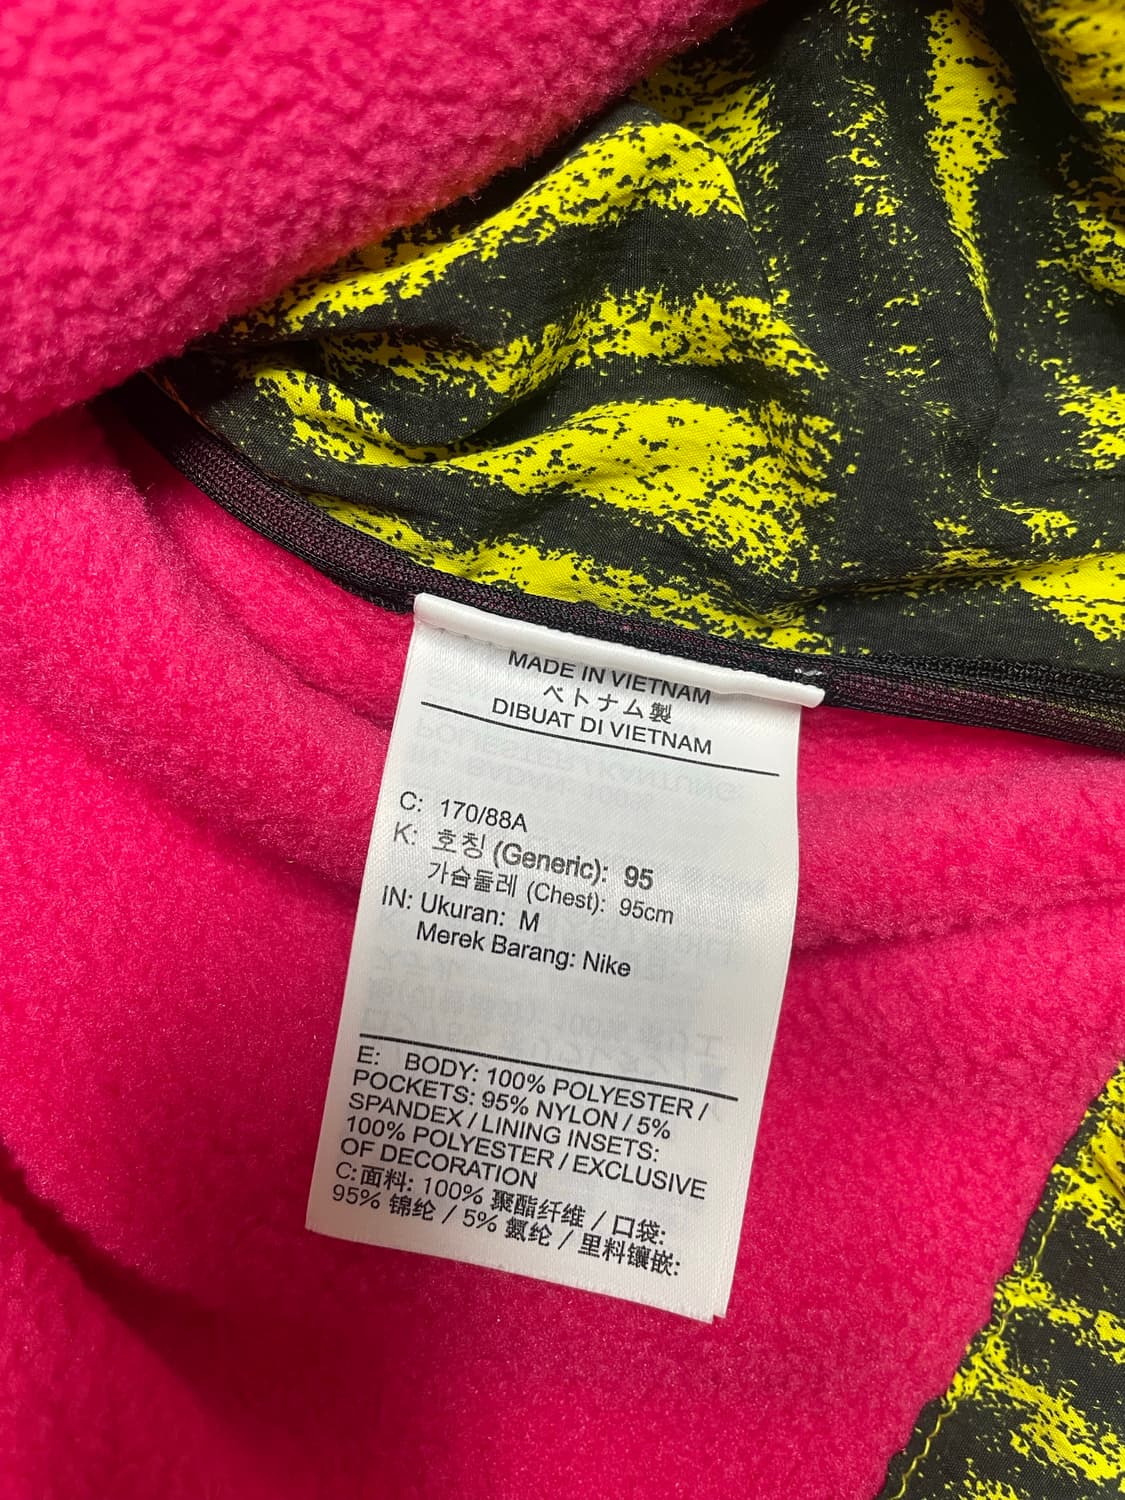 MADE IN VIETNAM
ベトナム製
DIBUAT DI VIETNAM
C: 170/88A
K: 호칭 (Generic): 95
가슴둘레 (Chest): 95cm
IN: Ukuran: M
Merek Barang: Nike
E: BODY: 100% POLYESTER /
POCKETS: 95% NYLON / 5%
SPANDEX / LINING INSETS:
100% POLYESTER / EXCLUSIVE
OF DECORATION
C: 面料: 100% 聚酯纤维 / 口袋:
95% 锦纶 / 5% 氨纶 / 里料镶嵌: